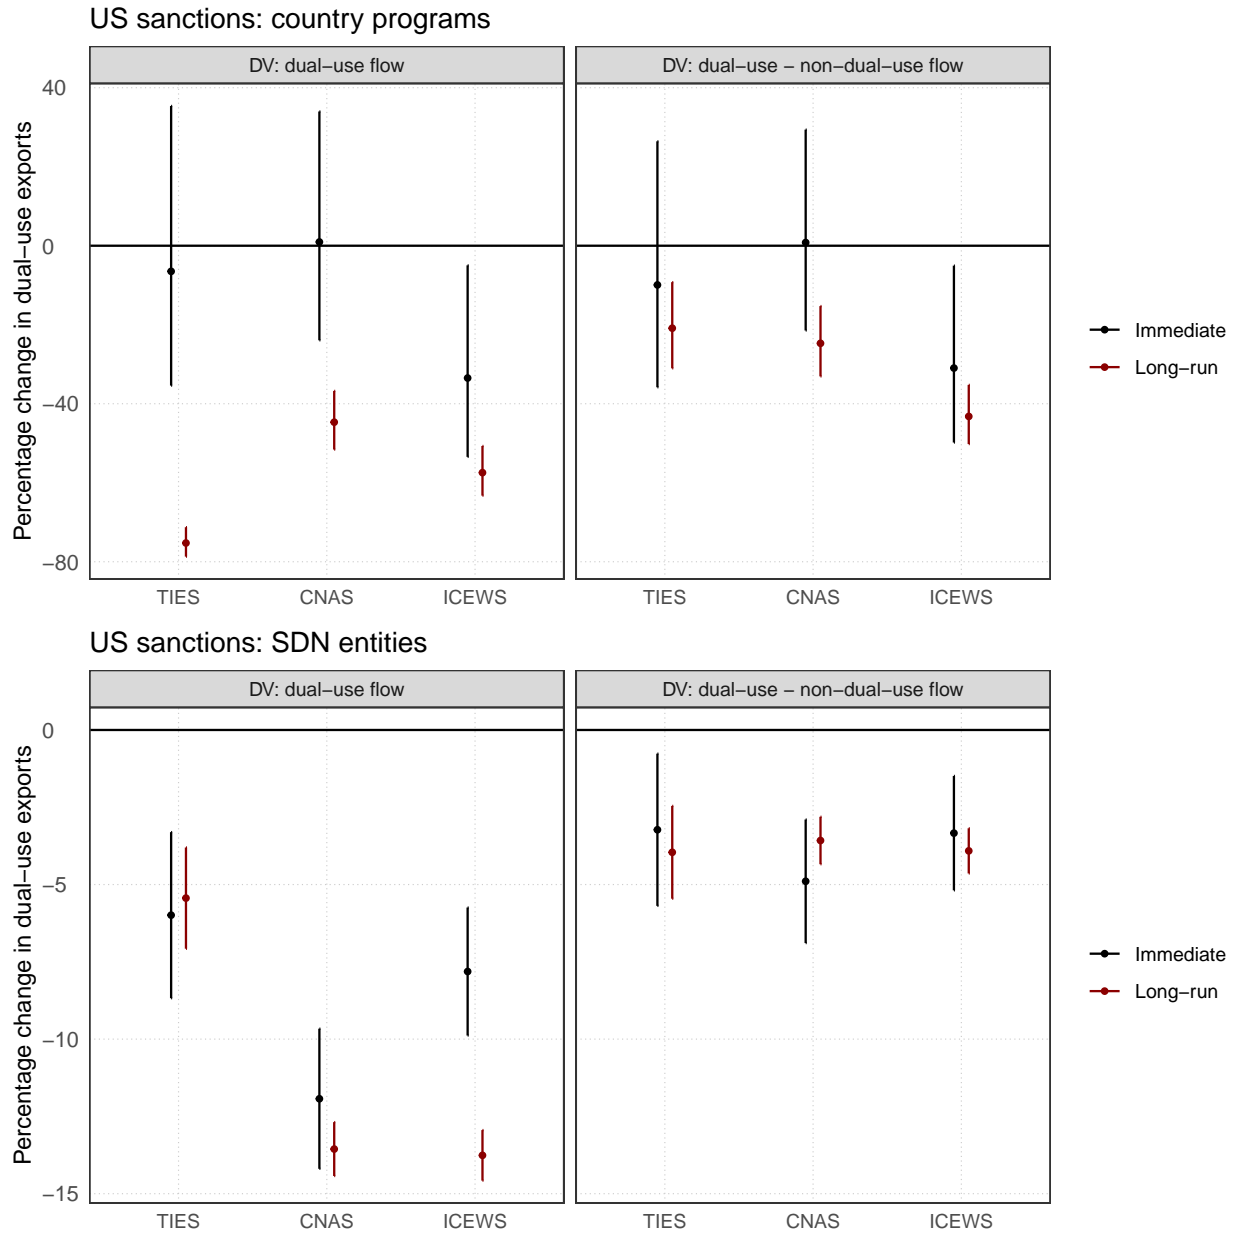 US sanctions: country programs
DV: dual−use flow
DV: dual−use − non−dual−use flow
Percentage change in dual−use exports
40
0
−40
−80
TIES
CNAS
ICEWS
TIES
CNAS
ICEWS
Immediate
Long−run
US sanctions: SDN entities
DV: dual−use flow
DV: dual−use − non−dual−use flow
Percentage change in dual−use exports
0
−5
−10
−15
TIES
CNAS
ICEWS
TIES
CNAS
ICEWS
Immediate
Long−run